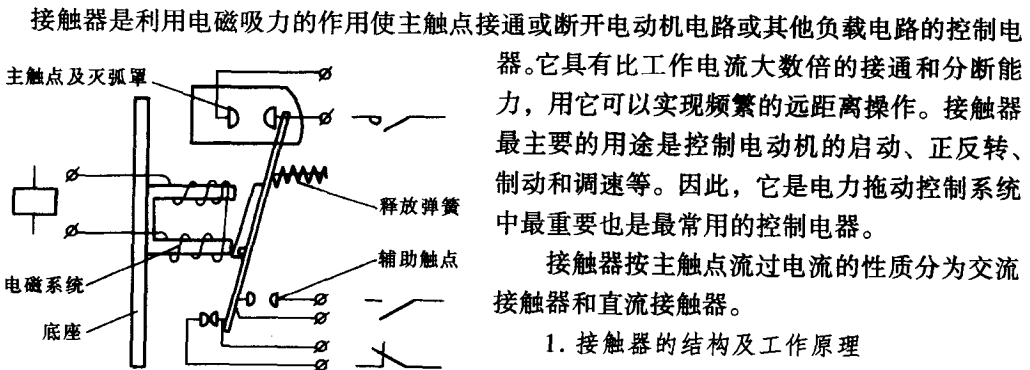 接触器是利用电磁吸力的作用使主触点接通或断开电动机电路或其他负载电路的控制电
器。它具有比工作电流大数倍的接通和分断能
力，用它可以实现频繁的远距离操作。接触器
最主要的用途是控制电动机的启动、正反转、
制动和调速等。因此，它是电力拖动控制系统
中最重要也是最常用的控制电器。
接触器按主触点流过电流的性质分为交流
接触器和直流接触器。
1. 接触器的结构及工作原理
主触点及灭弧罩
释放弹簧
辅助触点
电磁系统
底座